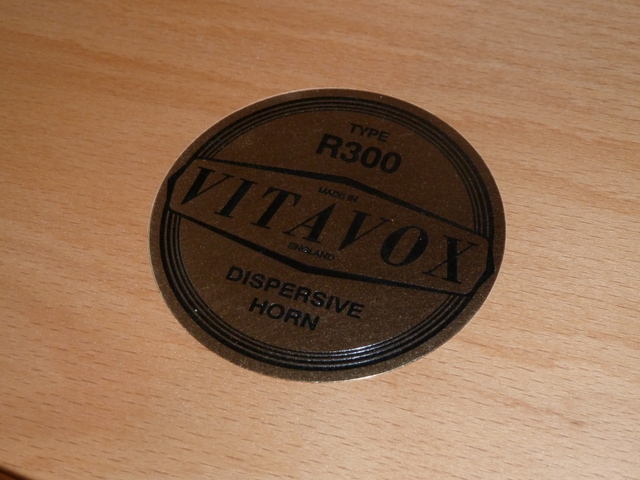 TYPE
R300
MADE IN
VITAVOX
ENGLAND
DISPERSIVE
HORN